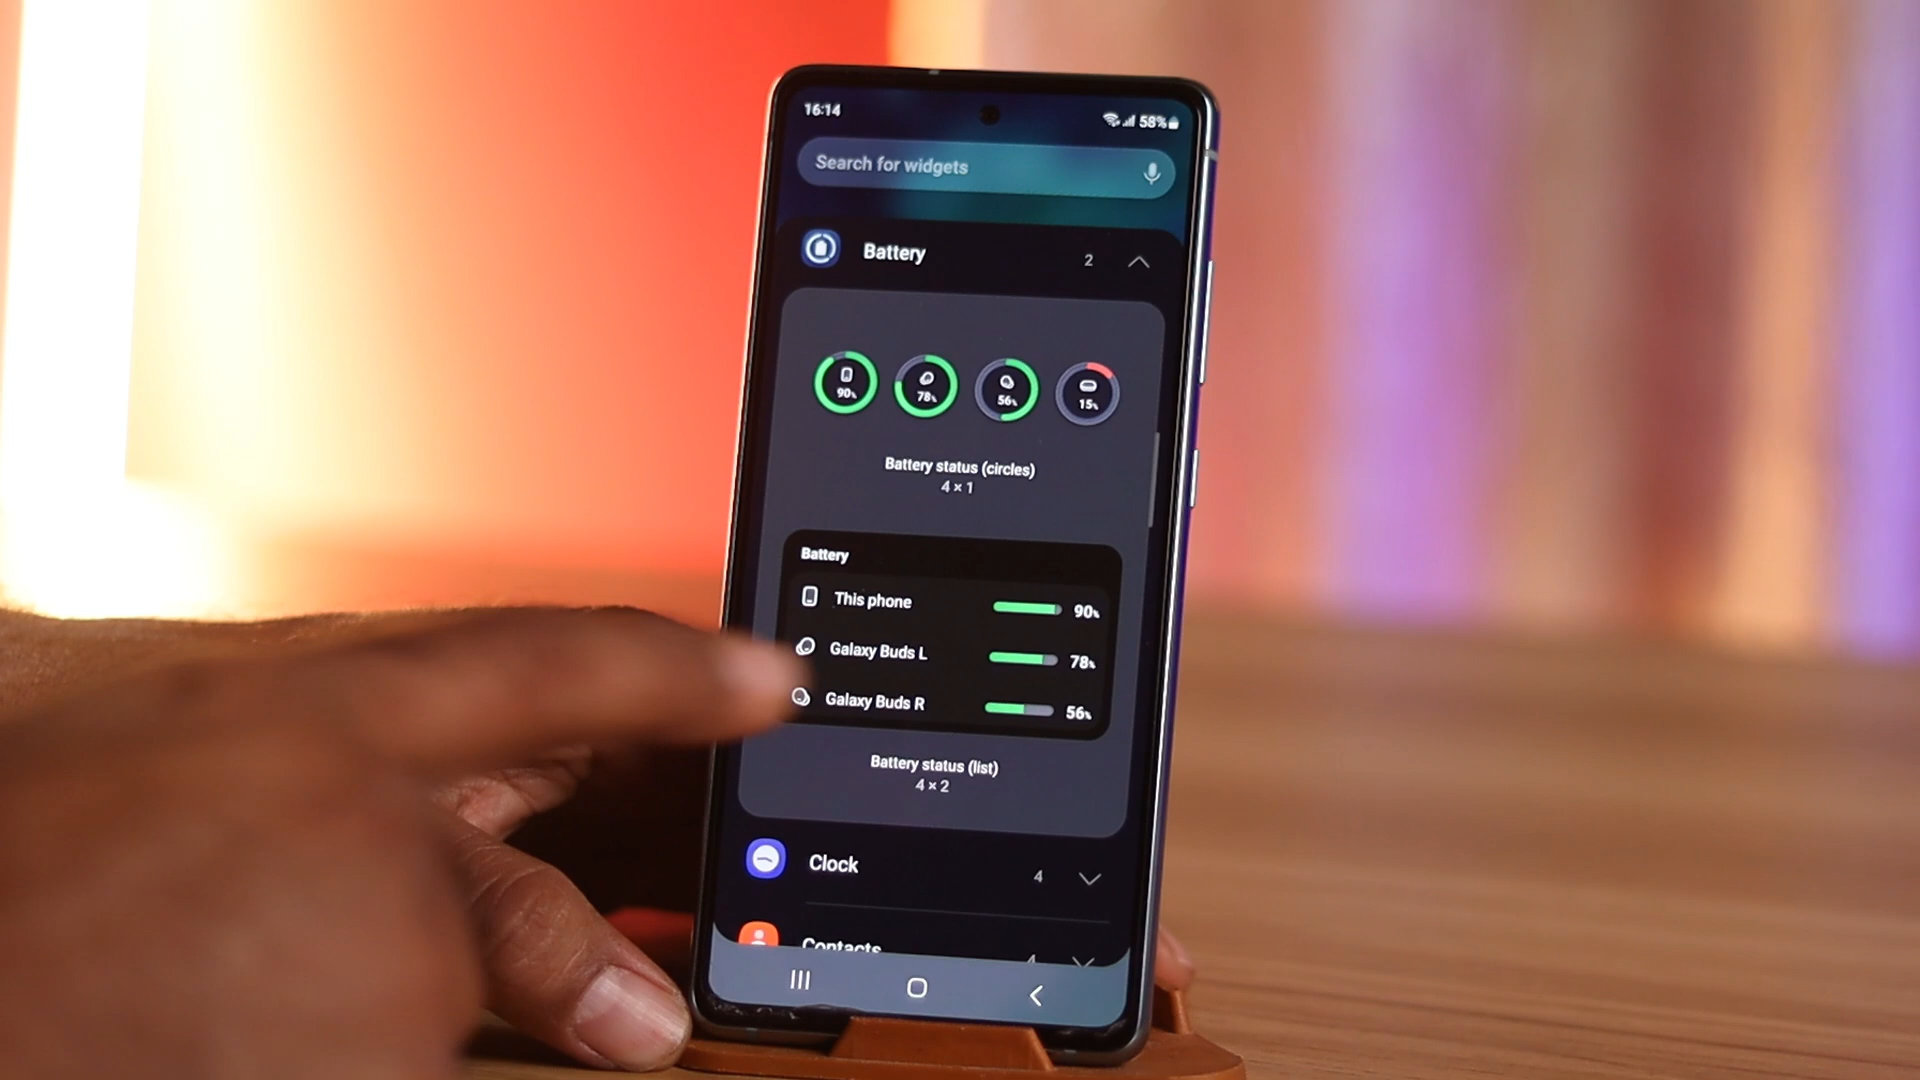 16:14
58%
Search for widgets
Battery 2
90% 78% 56% 15%
Battery status (circles)
4 × 1
Battery
This phone 90%
Galaxy Buds L 78%
Galaxy Buds R 56%
Battery status (list)
4 × 2
Clock 4
Contacts 4